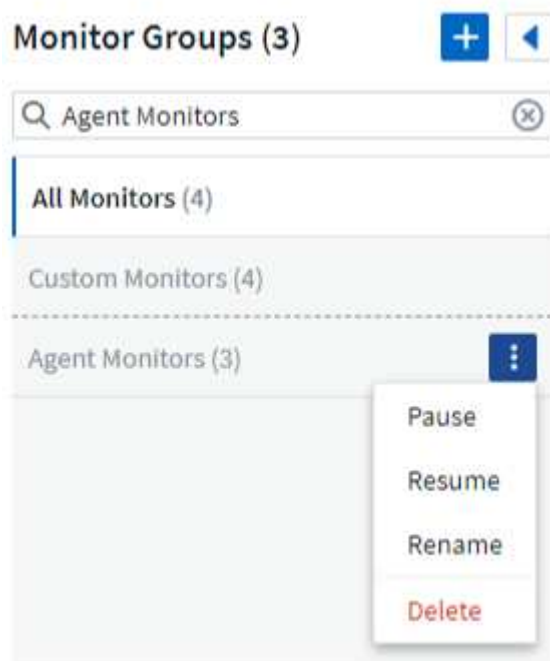 Monitor Groups (3)
Agent Monitors
All Monitors (4)
Custom Monitors (4)
Agent Monitors (3)
Pause
Resume
Rename
Delete